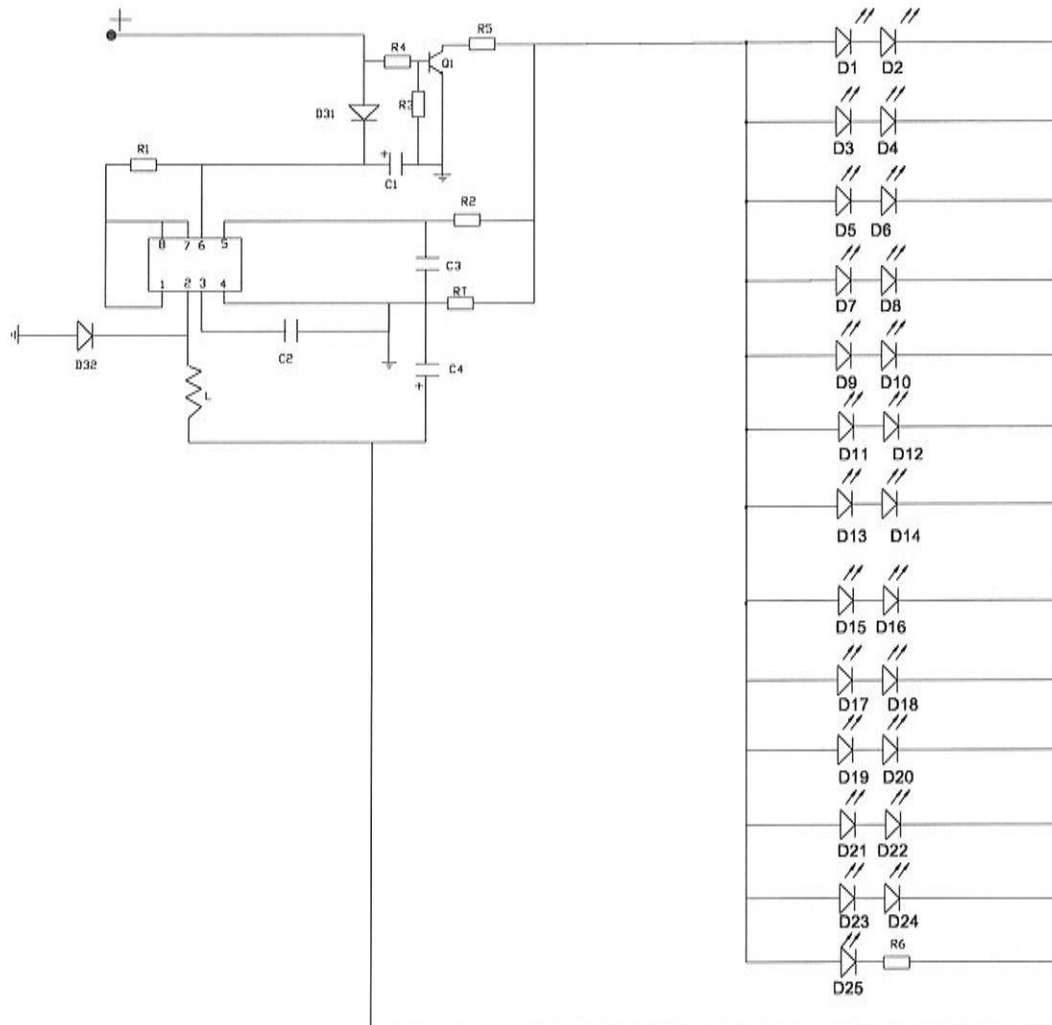 +
R5
R4
Q1
D1 D2
R3
D31
D3 D4
R1
+
C1
R2
D5 D6
8 7 6 5
C3
D7 D8
1 2 3 4
RT
C2
D32
C4
D9 D10
+
L
D11 D12
D13 D14
D15 D16
D17 D18
D19 D20
D21 D22
D23 D24
R6
D25